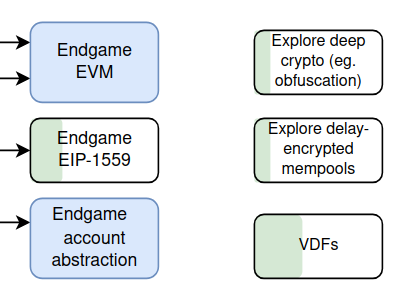 Endgame
EVM
Endgame
EIP-1559
Endgame
account
abstraction
Explore deep
crypto (eg.
obfuscation)
Explore delay-
encrypted
mempools
VDFs